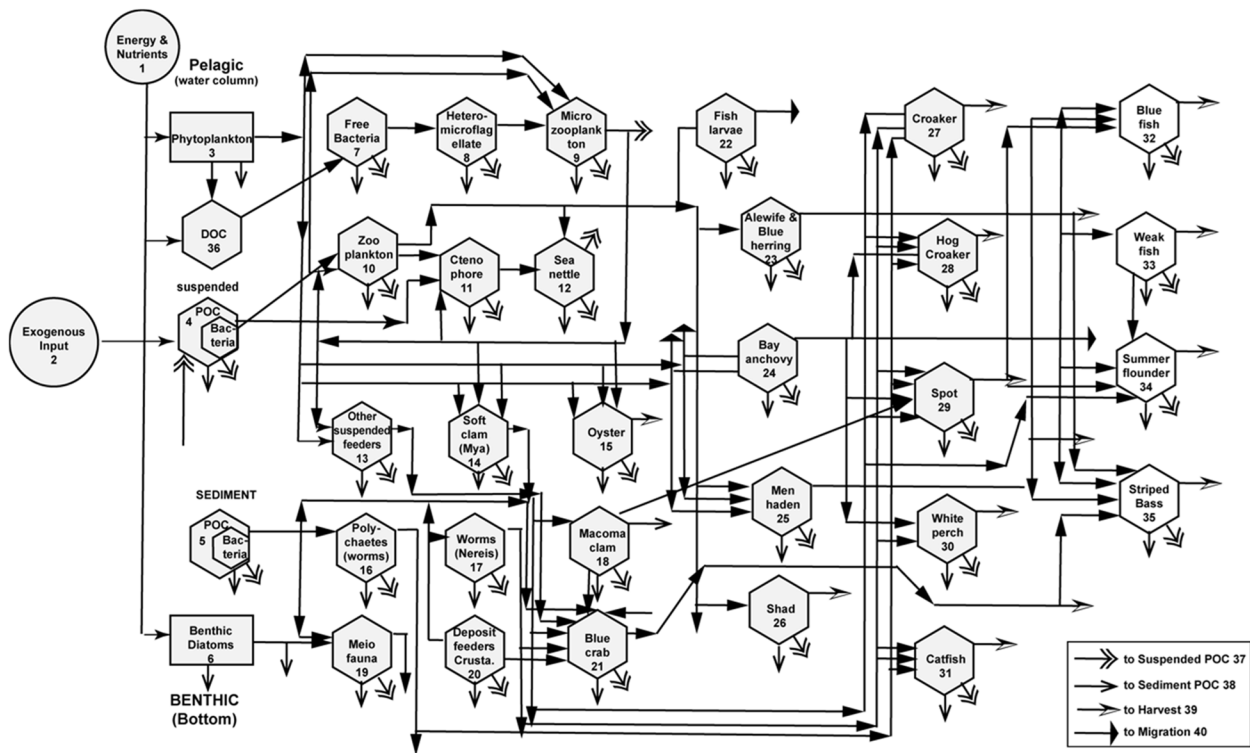 Energy &
Nutrients
1
Pelagic
(water column)
Phytoplankton
3
DOC
36
suspended
4 POC
Bac-
teria
Exogenous
Input
2
SEDIMENT
POC
5
Bac-
teria
Benthic
Diatoms
6
BENTHIC
(Bottom)
Free
Bacteria
7
Hetero-
microflag
ellate
8
Micro
zooplank
ton
9
Zoo
plankton
10
Cteno
phore
11
Sea
nettle
12
Other
suspended
feeders
13
Soft
clam
(Mya)
14
Oyster
15
Poly-
chaetes
(worms)
16
Worms
(Nereis)
17
Macoma
clam
18
Meio
fauna
19
Deposit
feeders
Crusta.
20
Blue
crab
21
Fish
larvae
22
Alewife &
Blue
herring
23
Bay
anchovy
24
Men
haden
25
Shad
26
Croaker
27
Hog
Croaker
28
Spot
29
White
perch
30
Catfish
31
Blue
fish
32
Weak
fish
33
Summer
flounder
34
Striped
Bass
35
to Suspended POC 37
to Sediment POC 38
to Harvest 39
to Migration 40